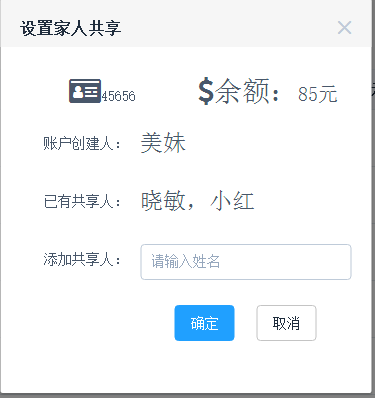 设置家人共享
45656 $余额：85元
账户创建人： 美妹
已有共享人： 晓敏，小红
添加共享人： 请输入姓名
确定 取消